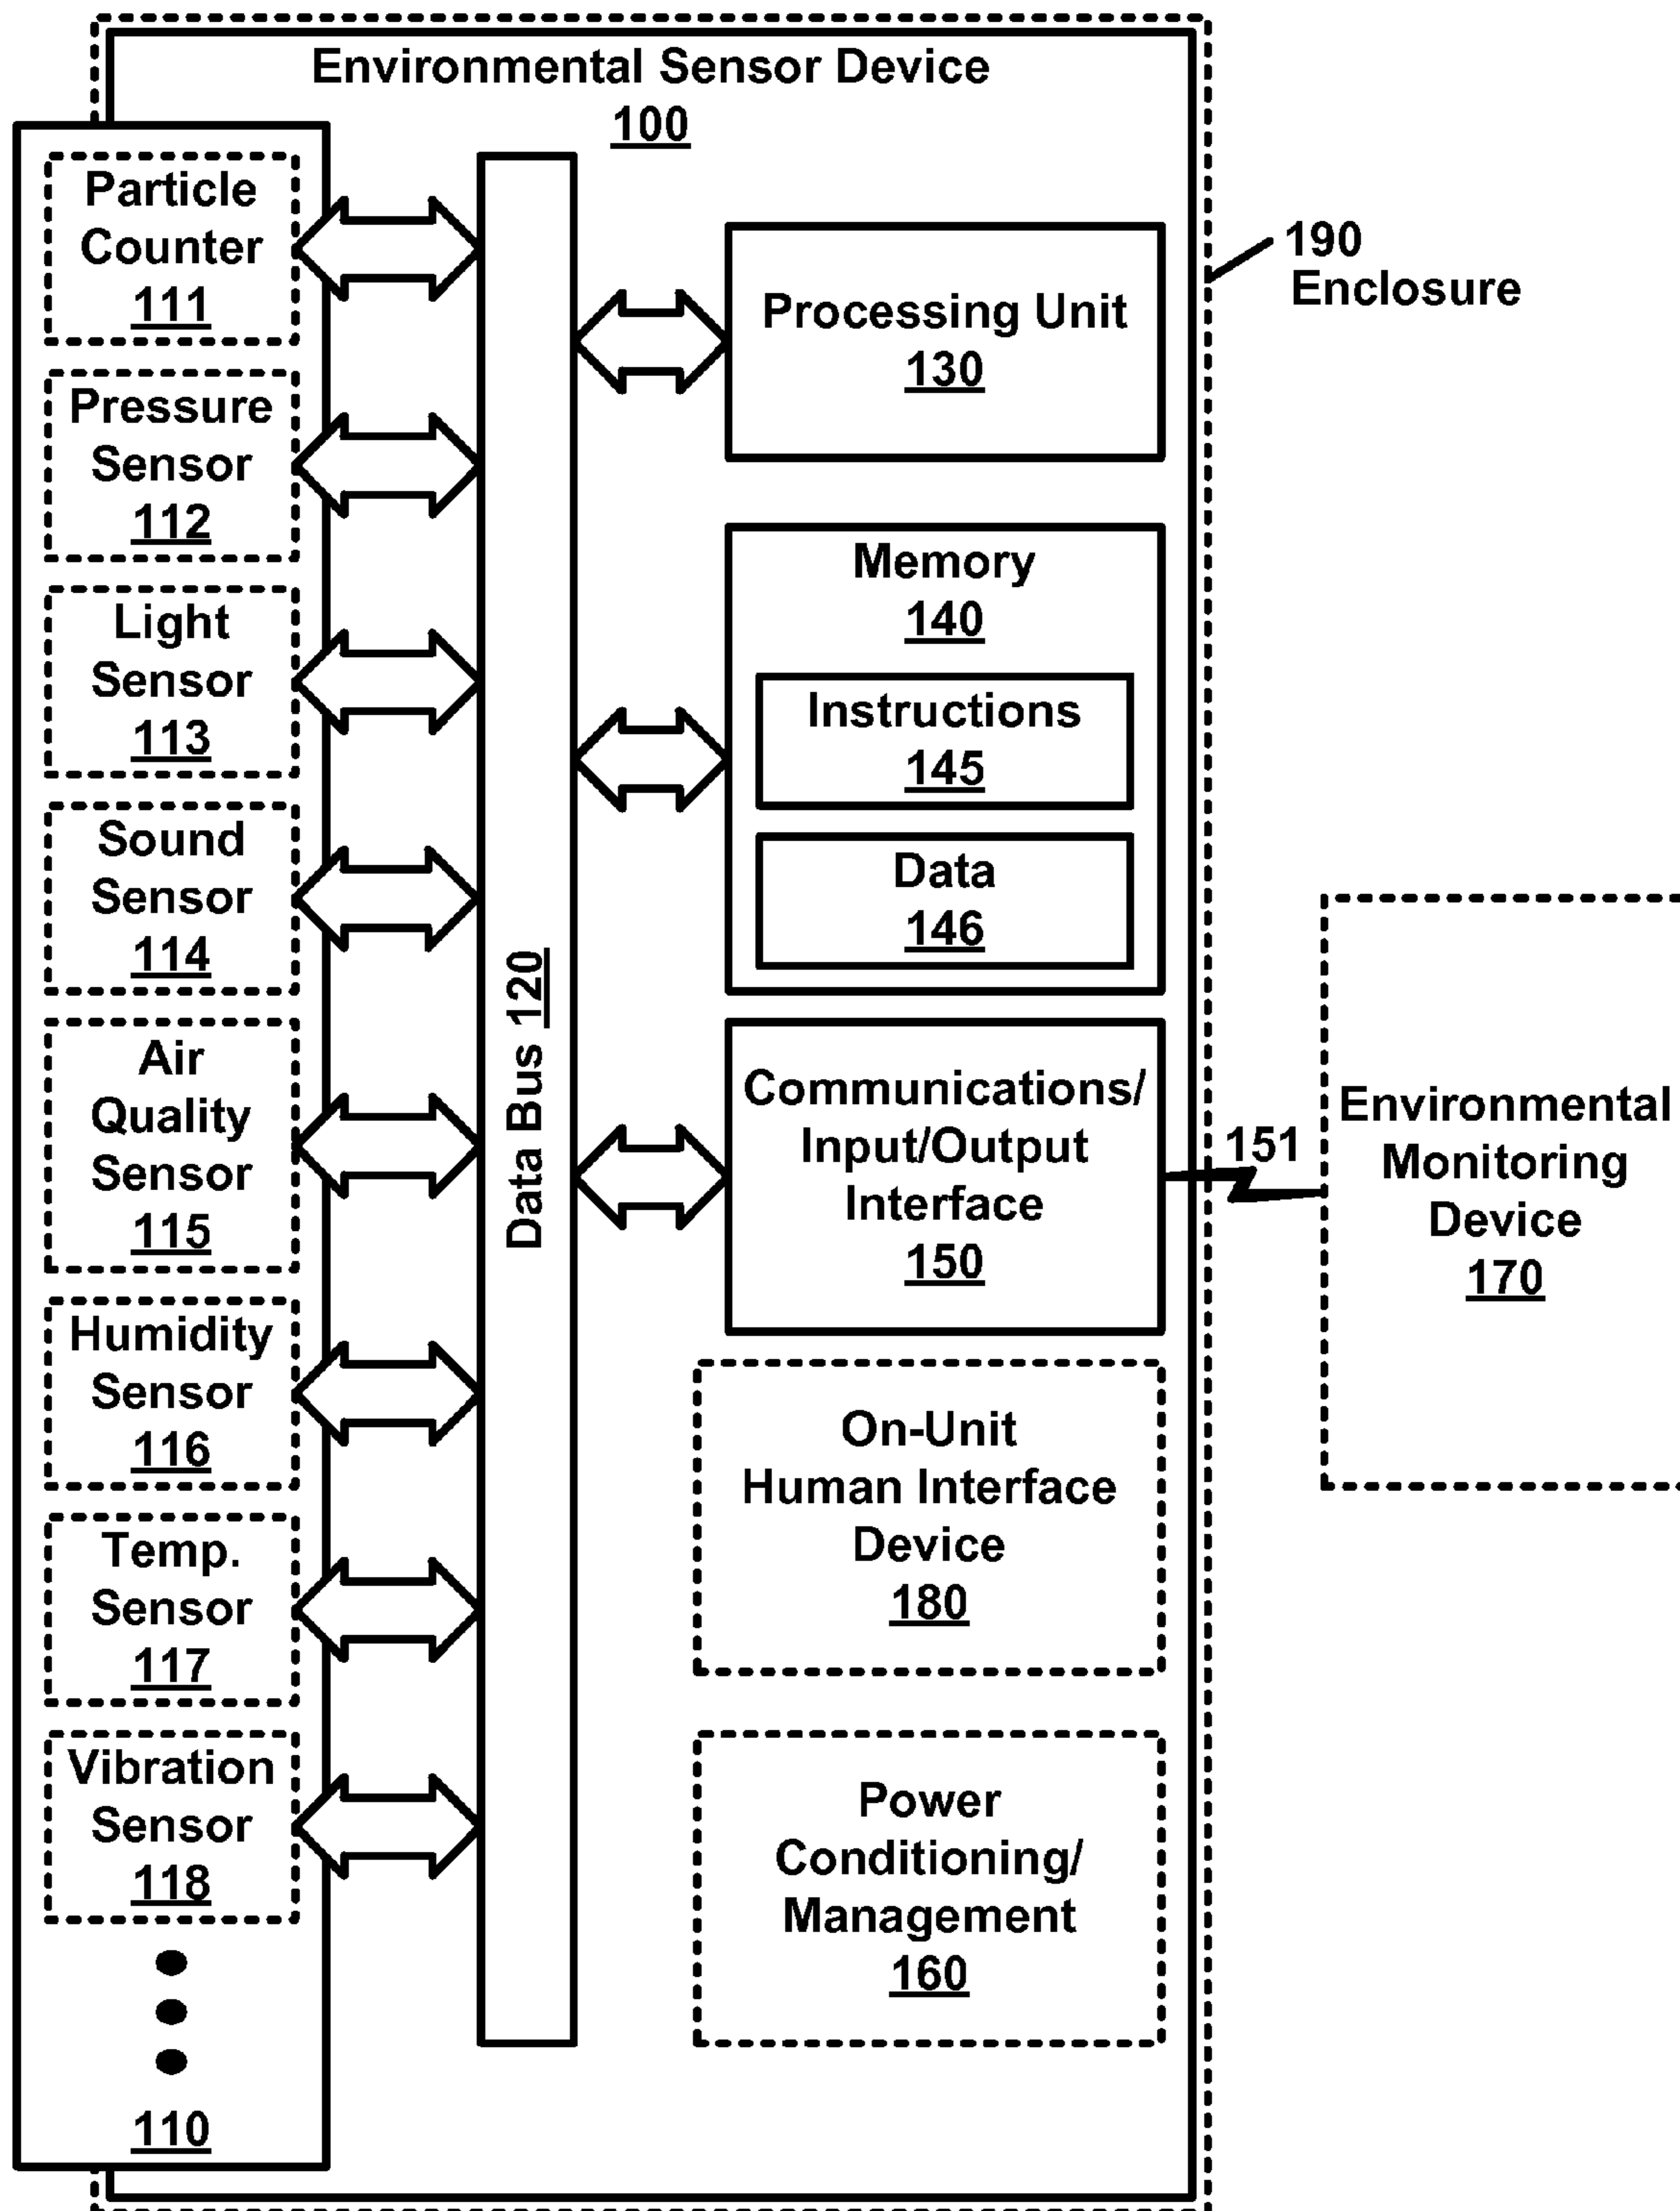 Environmental Sensor Device
100
Particle
Counter
111
Pressure
Sensor
112
Light
Sensor
113
Sound
Sensor
114
Air
Quality
Sensor
115
Humidity
Sensor
116
Temp.
Sensor
117
Vibration
Sensor
118
110
Data Bus 120
Processing Unit
130
Memory
140
Instructions
145
Data
146
Communications/
Input/Output
Interface
150
On-Unit
Human Interface
Device
180
Power
Conditioning/
Management
160
190
Enclosure
151
Environmental
Monitoring
Device
170